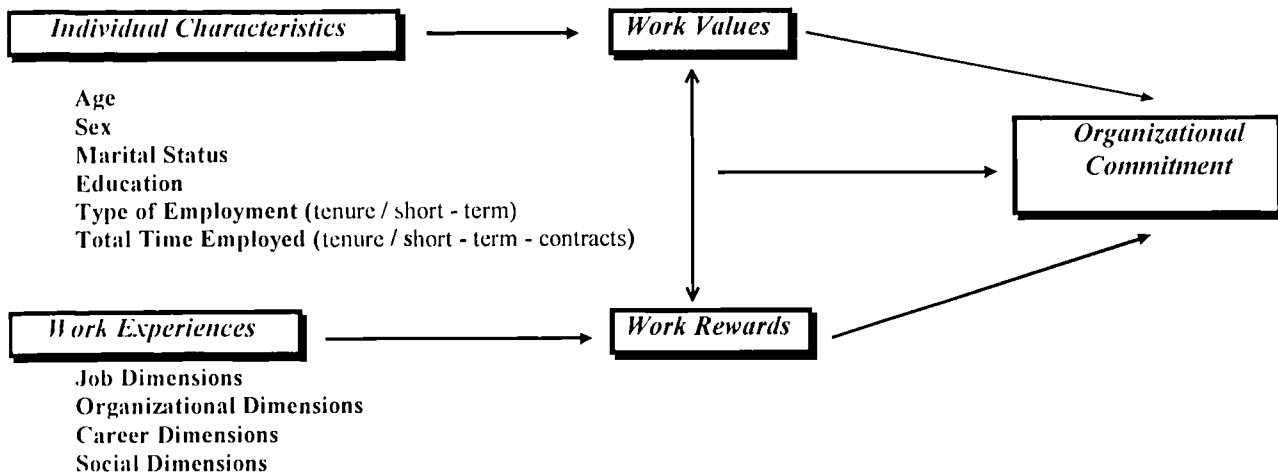 Individual Characteristics
Work Values
Age
Sex
Marital Status
Education
Type of Employment (tenure / short - term)
Total Time Employed (tenure / short - term - contracts)
Organizational
Commitment
Work Experiences
Work Rewards
Job Dimensions
Organizational Dimensions
Career Dimensions
Social Dimensions